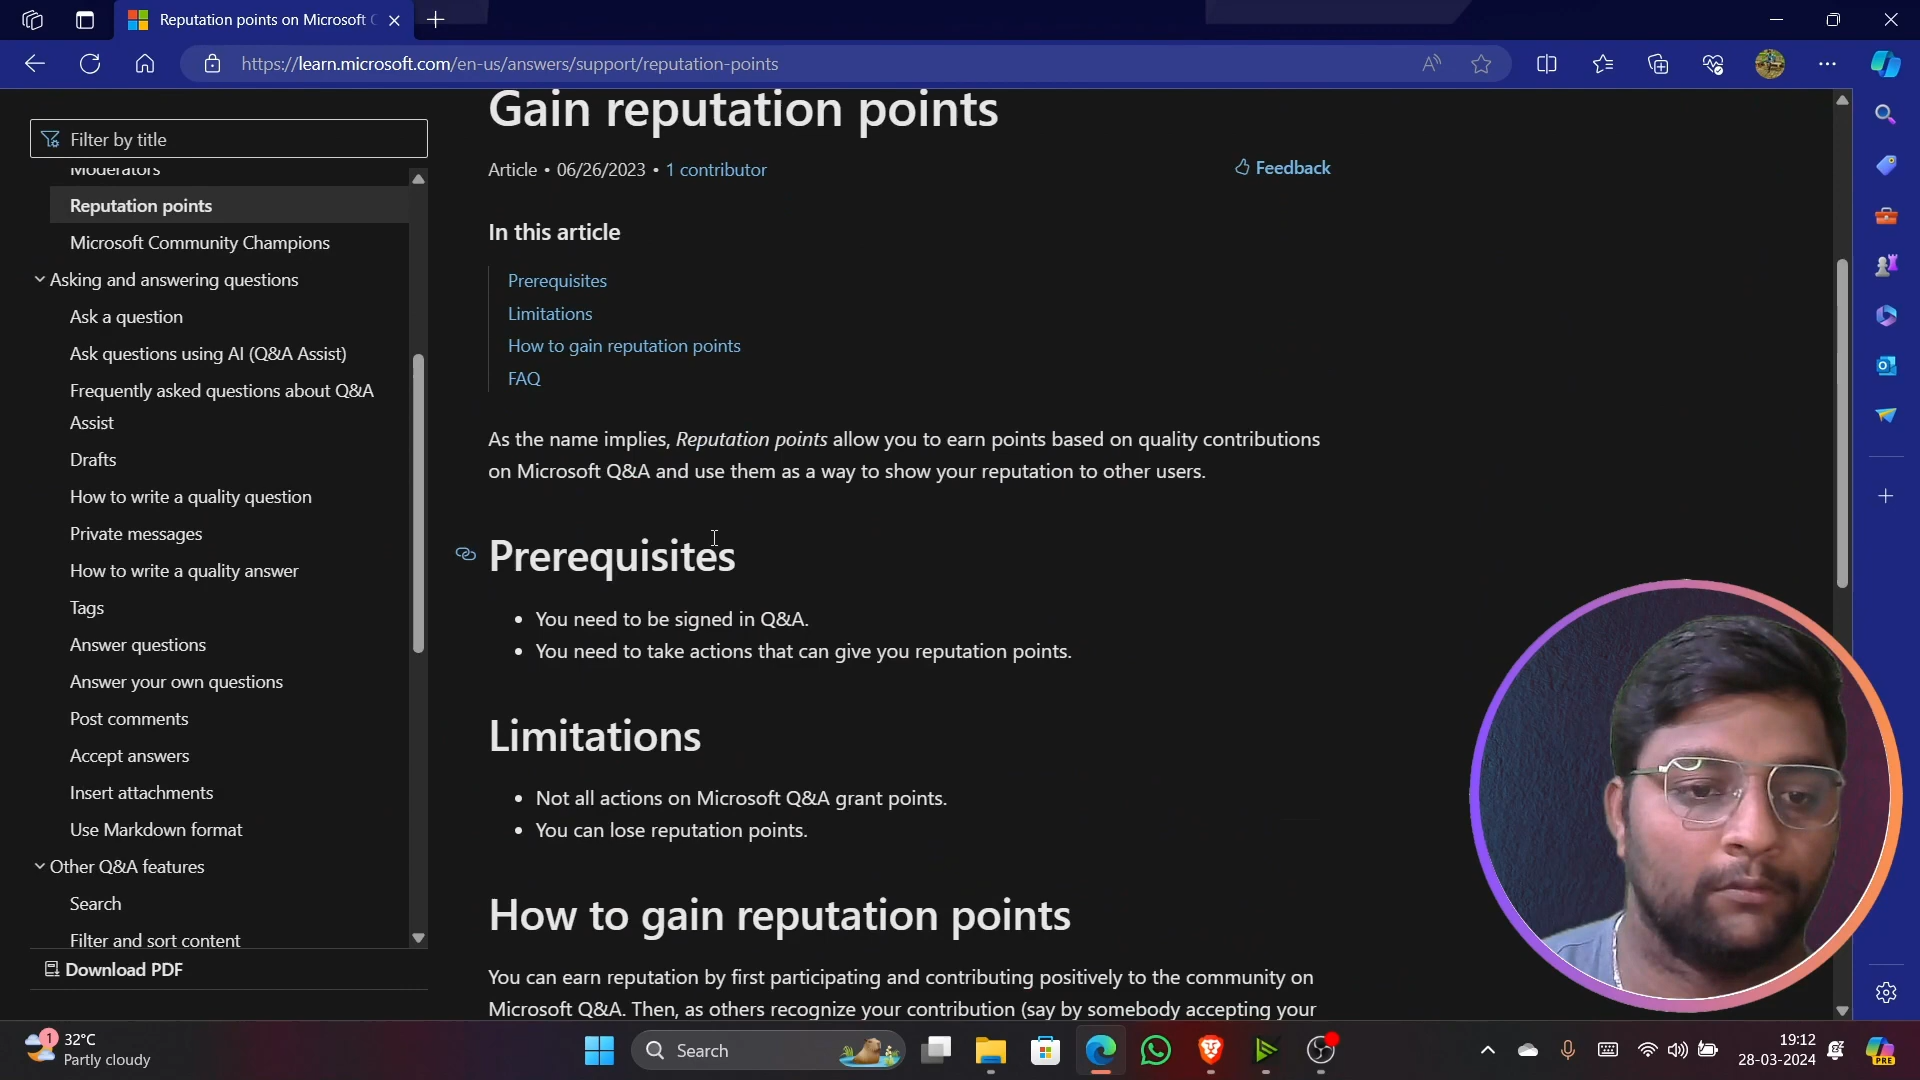 Reputation points on Microsoft
https://learn.microsoft.com/en-us/answers/support/reputation-points
Filter by title
Moderators
Reputation points
Microsoft Community Champions
Asking and answering questions
Ask a question
Ask questions using AI (Q&A Assist)
Frequently asked questions about Q&A
Assist
Drafts
How to write a quality question
Private messages
How to write a quality answer
Tags
Answer questions
Answer your own questions
Post comments
Accept answers
Insert attachments
Use Markdown format
Other Q&A features
Search
Filter and sort content
Download PDF
Gain reputation points
Article • 06/26/2023 • 1 contributor
Feedback
In this article
Prerequisites
Limitations
How to gain reputation points
FAQ
As the name implies, Reputation points allow you to earn points based on quality contributions
on Microsoft Q&A and use them as a way to show your reputation to other users.
Prerequisites
• You need to be signed in Q&A.
• You need to take actions that can give you reputation points.
Limitations
• Not all actions on Microsoft Q&A grant points.
• You can lose reputation points.
How to gain reputation points
You can earn reputation by first participating and contributing positively to the community on
Microsoft Q&A. Then, as others recognize your contribution (say by somebody accepting your
1
32°C
Partly cloudy
Search
19:12
28-03-2024
PRE